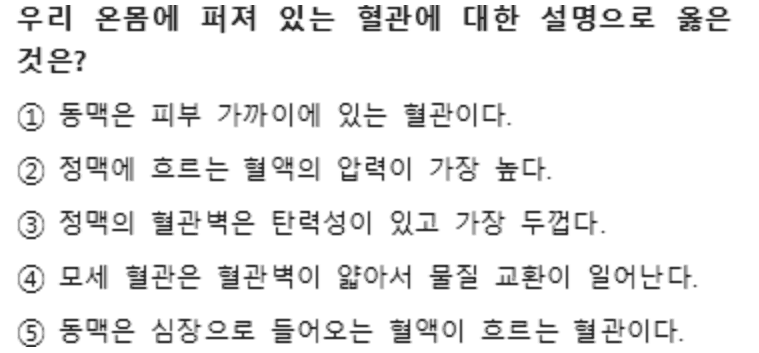 우리 온몸에 퍼져 있는 혈관에 대한 설명으로 옳은
것은?
① 동맥은 피부 가까이에 있는 혈관이다.
② 정맥에 흐르는 혈액의 압력이 가장 높다.
③ 정맥의 혈관벽은 탄력성이 있고 가장 두껍다.
④ 모세 혈관은 혈관벽이 얇아서 물질 교환이 일어난다.
⑤ 동맥은 심장으로 들어오는 혈액이 흐르는 혈관이다.